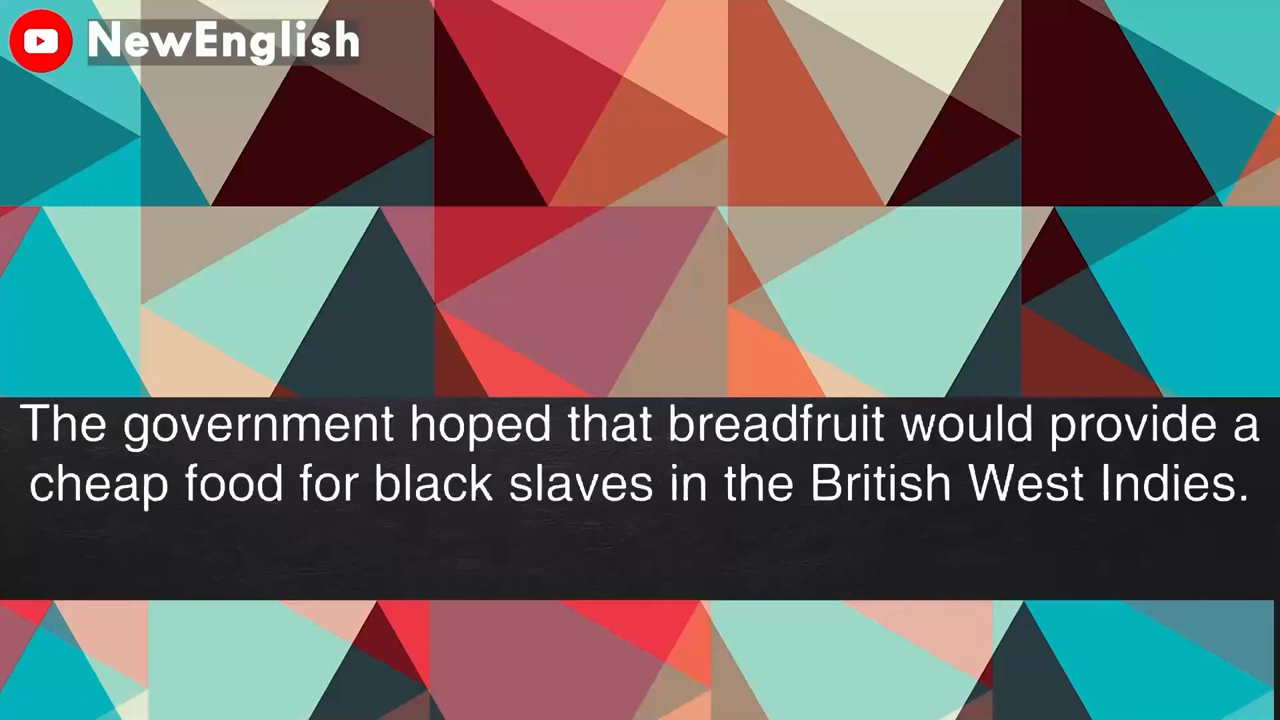 NewEnglish
The government hoped that breadfruit would provide a
cheap food for black slaves in the British West Indies.